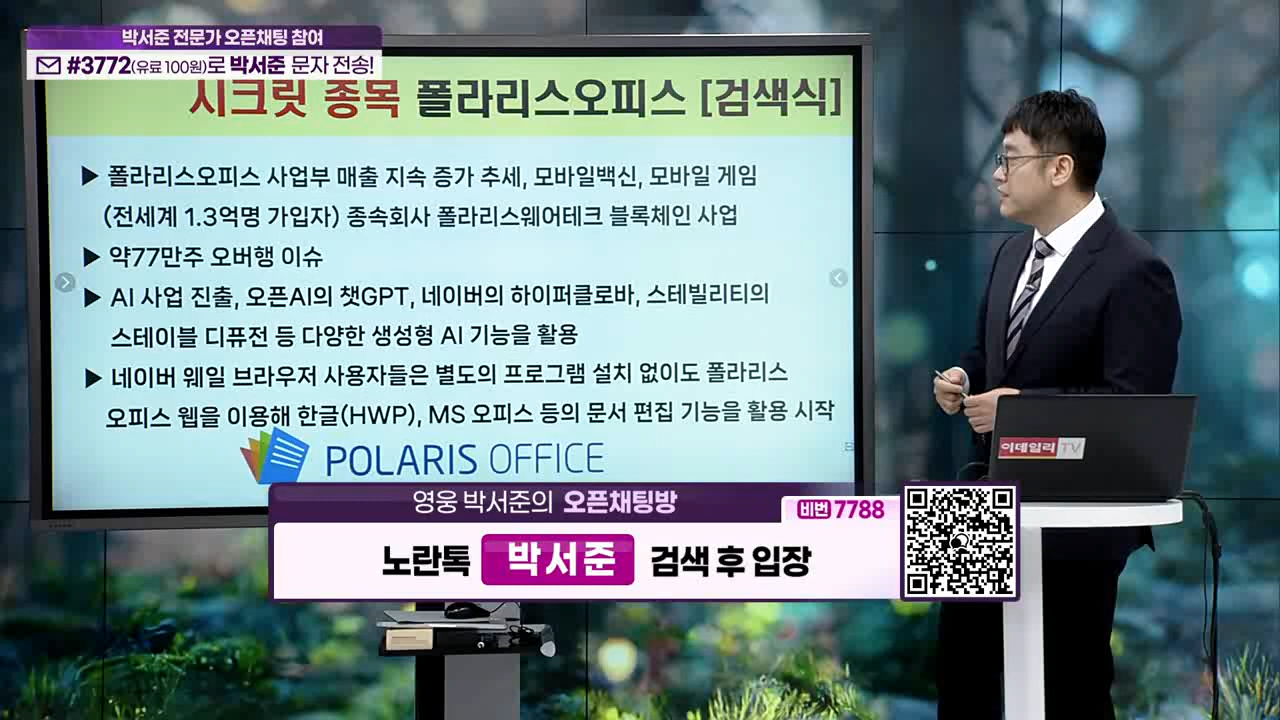 박서준 전문가 오픈채팅 참여
#3772(유료 100원)로 박서준 문자 전송!
시크릿 종목 폴라리스오피스 [검색식]
▶ 폴라리스오피스 사업부 매출 지속 증가 추세, 모바일백신, 모바일 게임
(전세계 1.3억명 가입자) 종속회사 폴라리스웨어테크 블록체인 사업
▶ 약77만주 오버행 이슈
▶ AI 사업 진출, 오픈AI의 챗GPT, 네이버의 하이퍼클로바, 스테빌리티의
스테이블 디퓨전 등 다양한 생성형 AI 기능을 활용
▶ 네이버 웨일 브라우저 사용자들은 별도의 프로그램 설치 없이도 폴라리스
오피스 웹을 이용해 한글(HWP), MS 오피스 등의 문서 편집 기능을 활용 시작
POLARIS OFFICE
이데일리TV
영웅 박서준의 오픈채팅방
비번 7788
노란톡 박서준 검색 후 입장